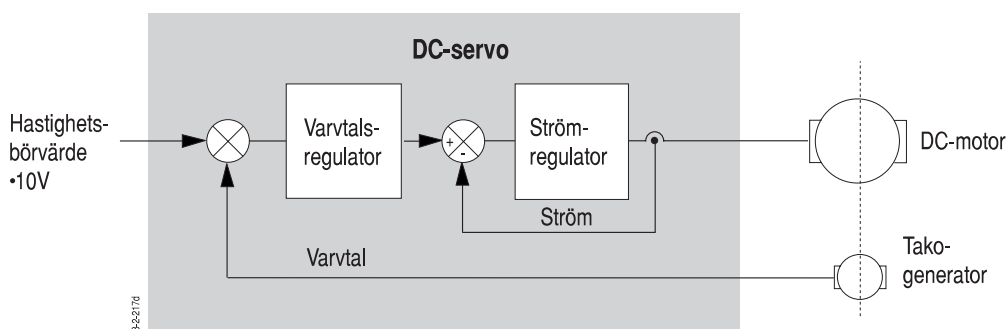 DC-servo
Hastighets-
börvärde
•10V
Varvtals-
regulator
+
-
Ström-
regulator
DC-motor
Ström
Varvtal
Tako-
generator